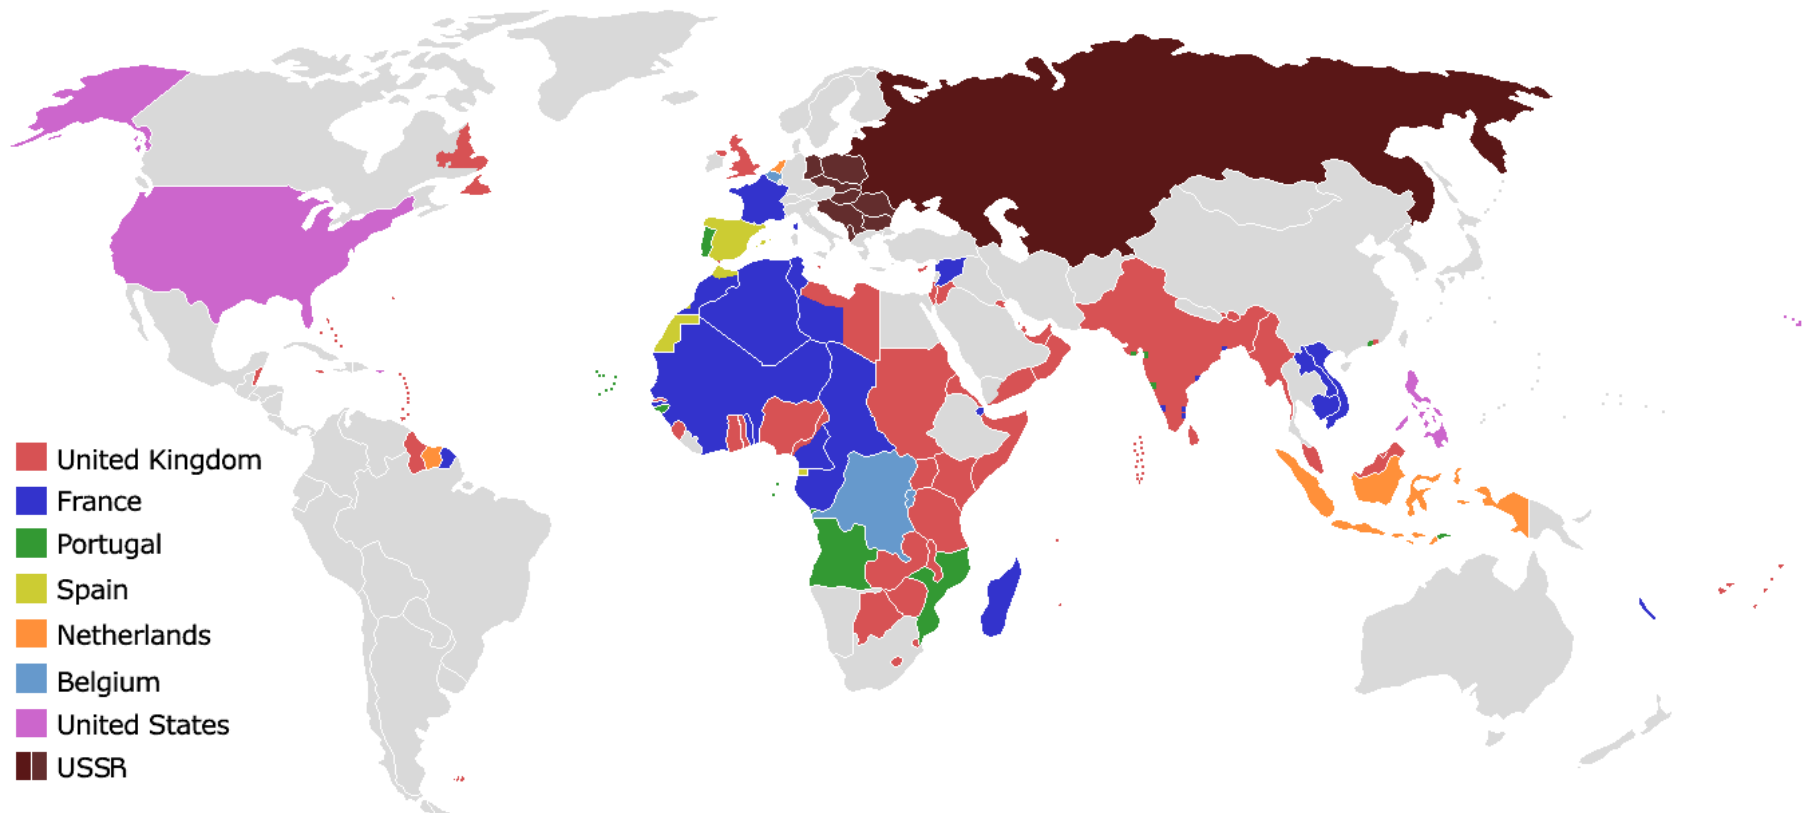 United Kingdom
France
Portugal
Spain
Netherlands
Belgium
United States
USSR